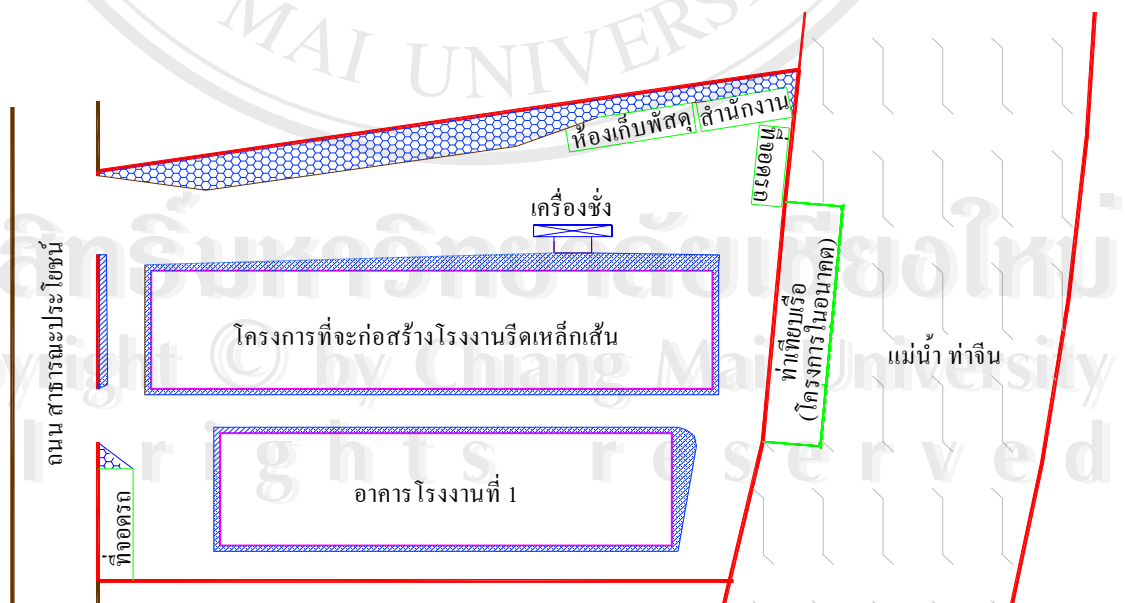 MAI UNIVERS
ห้องเก็บพัสดุ
สำนักงาน
ที่จอดรถ
เครื่องชั่ง
ลิขสิทธิ์มหาวิทยาลัยเชียงใหม่
ถนน สาธารณะประโยชน์
โครงการที่จะก่อสร้างโรงงานรีดเหล็กเส้น
ท่าเทียบเรือ
(โครงการในอนาคต)
แม่น้ำ ท่าจีน
yright © by Chang Mai University
l rights reserved
อาคารโรงงานที่ 1
ที่จอดรถ